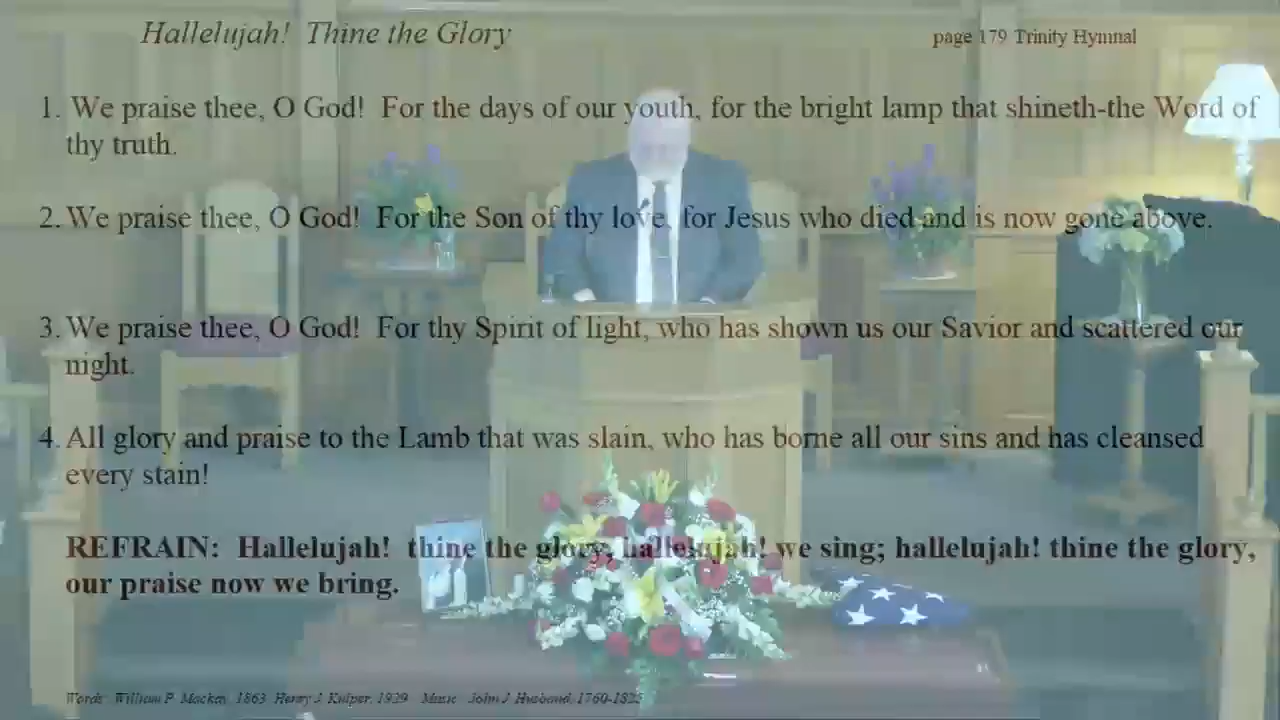 Hallelujah! Thine the Glory
page 179 Trinity Hymnal
1. We praise thee, O God! For the days of our youth, for the bright lamp that shineth-the Word of
thy truth.
2. We praise thee, O God! For the Son of thy love, for Jesus who died and is now gone above.
3. We praise thee, O God! For thy Spirit of light, who has shown us our Savior and scattered our
night.
4. All glory and praise to the Lamb that was slain, who has borne all our sins and has cleansed
every stain!
REFRAIN: Hallelujah! thine the glory, hallelujah! we sing; hallelujah! thine the glory,
our praise now we bring.
Words: William P. Mackay, 1863 Henry J. Kuiper, 1929 Music: John J. Husband, 1760-1825